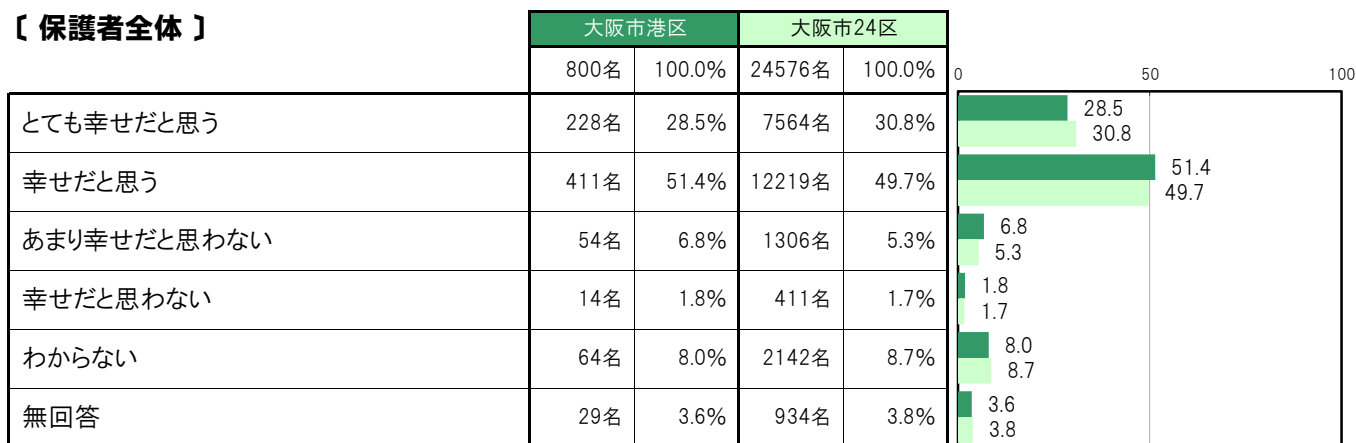 〔 保護者全体 〕
大阪市港区 大阪市24区
800名 100.0% 24576名 100.0% 0 50 100
とても幸せだと思う 228名 28.5% 7564名 30.8% 28.5
30.8
幸せだと思う 411名 51.4% 12219名 49.7% 51.4
49.7
あまり幸せだと思わない 54名 6.8% 1306名 5.3% 6.8
5.3
幸せだと思わない 14名 1.8% 411名 1.7% 1.8
1.7
わからない 64名 8.0% 2142名 8.7% 8.0
8.7
無回答 29名 3.6% 934名 3.8% 3.6
3.8